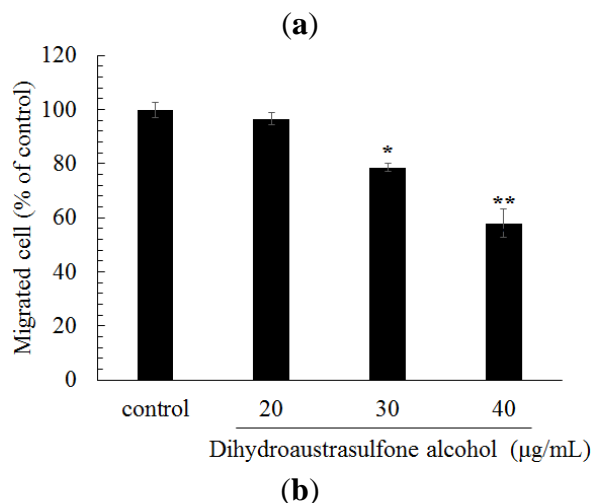 (a)
120
100
80
60
40
20
0
Migrated cell (% of control)
*
**
control 20 30 40
Dihydroaustrasulfone alcohol (μg/mL)
(b)